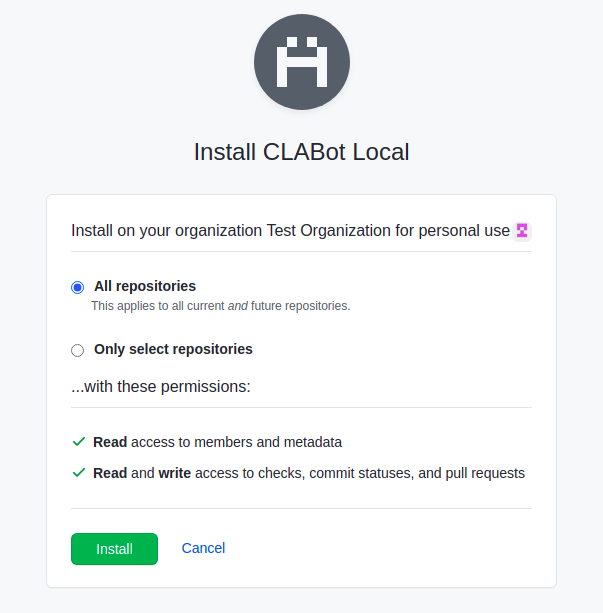 Install CLABot Local
Install on your organization Test Organization for personal use
All repositories
This applies to all current and future repositories.
Only select repositories
...with these permissions:
Read access to members and metadata
Read and write access to checks, commit statuses, and pull requests
Install Cancel